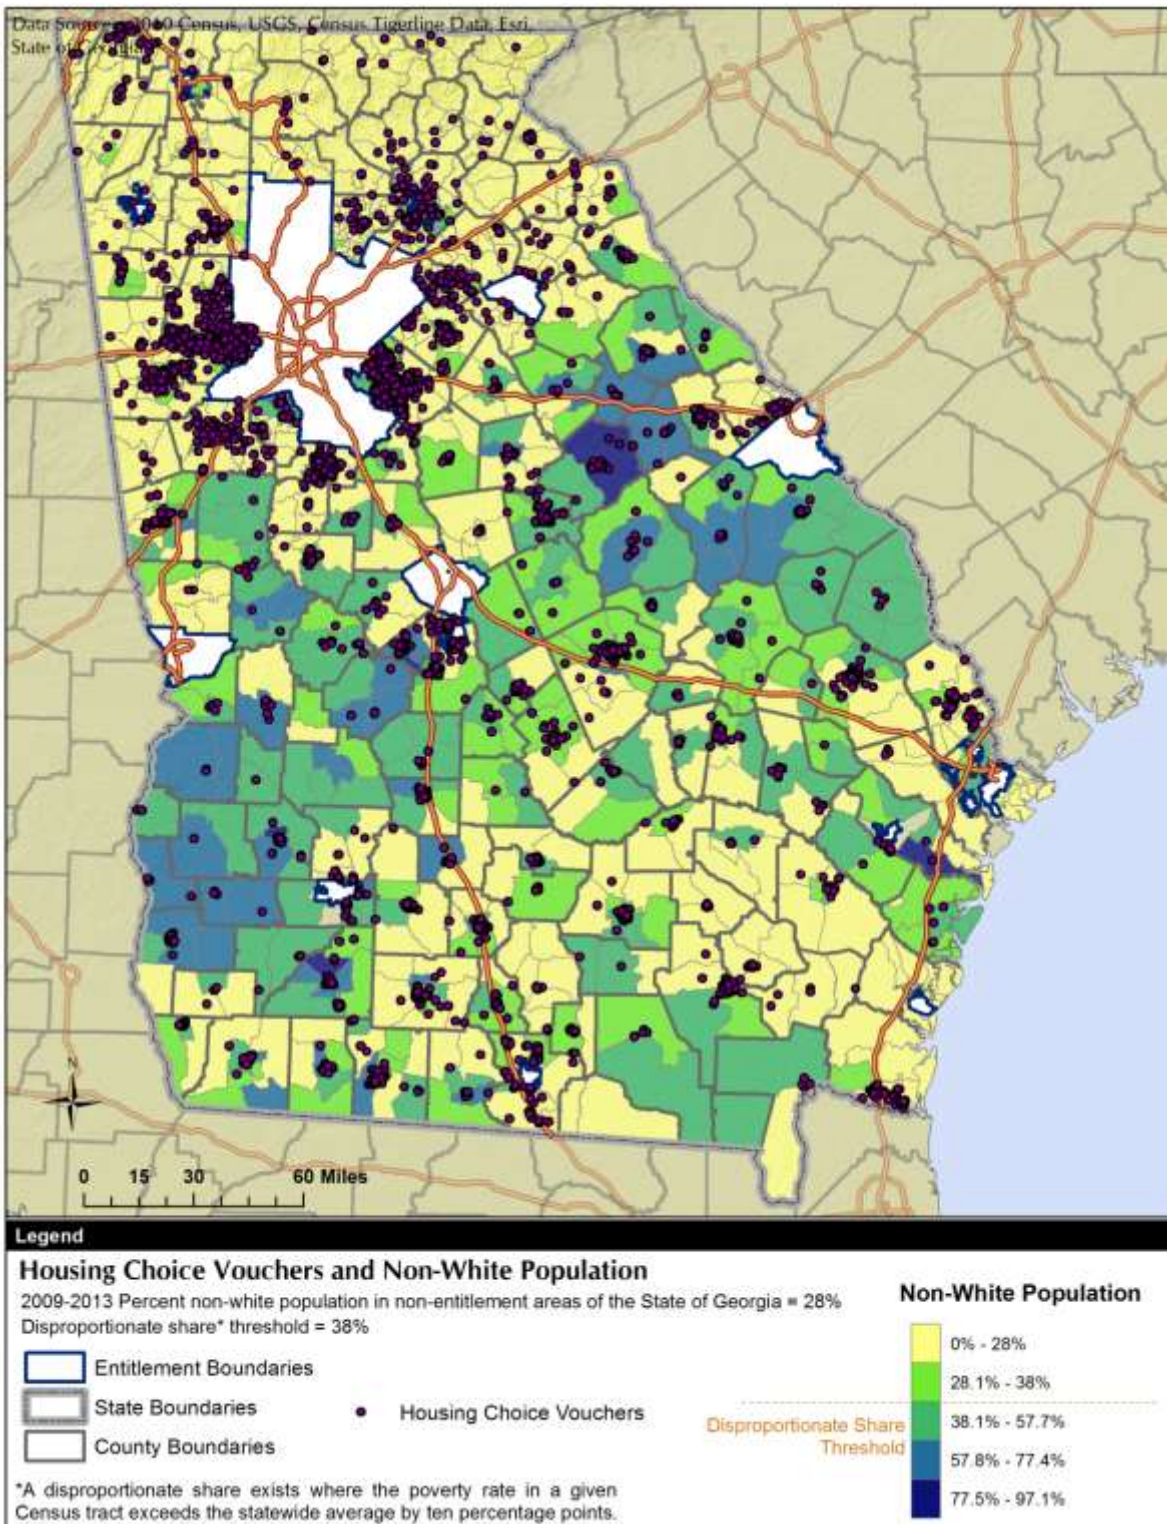 Data Source: 2010 Census, USGS, Census Tigerline Data, Esri,
State of Georgia
N
0 15 30 60 Miles
Legend
Housing Choice Vouchers and Non-White Population
2009-2013 Percent non-white population in non-entitlement areas of the State of Georgia = 28%
Disproportionate share* threshold = 38%
Entitlement Boundaries
State Boundaries
County Boundaries
Housing Choice Vouchers
*A disproportionate share exists where the poverty rate in a given
Census tract exceeds the statewide average by ten percentage points.
Non-White Population
0% - 28%
28.1% - 38%
Disproportionate Share
Threshold
38.1% - 57.7%
57.8% - 77.4%
77.5% - 97.1%